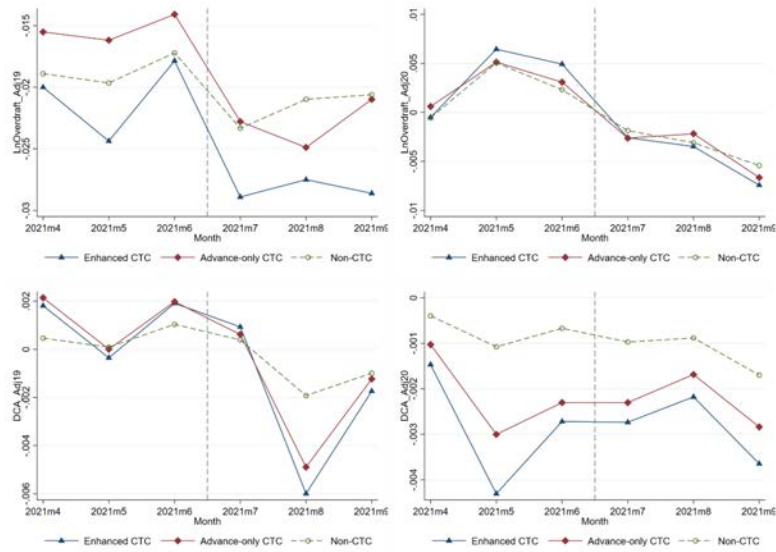 LnOverdraft_Adj19
-.015
-.02
-.025
-.03
2021m4 2021m5 2021m6 2021m7 2021m8 2021m9
Month
Enhanced CTC Advance-only CTC Non-CTC
LnOverdraft_Adj20
.01
.005
0
-.005
-.01
2021m4 2021m5 2021m6 2021m7 2021m8 2021m9
Month
Enhanced CTC Advance-only CTC Non-CTC
DCA_Adj19
.002
0
-.002
-.004
-.006
2021m4 2021m5 2021m6 2021m7 2021m8 2021m9
Month
Enhanced CTC Advance-only CTC Non-CTC
DCA_Adj20
0
-.001
-.002
-.003
-.004
2021m4 2021m5 2021m6 2021m7 2021m8 2021m9
Month
Enhanced CTC Advance-only CTC Non-CTC